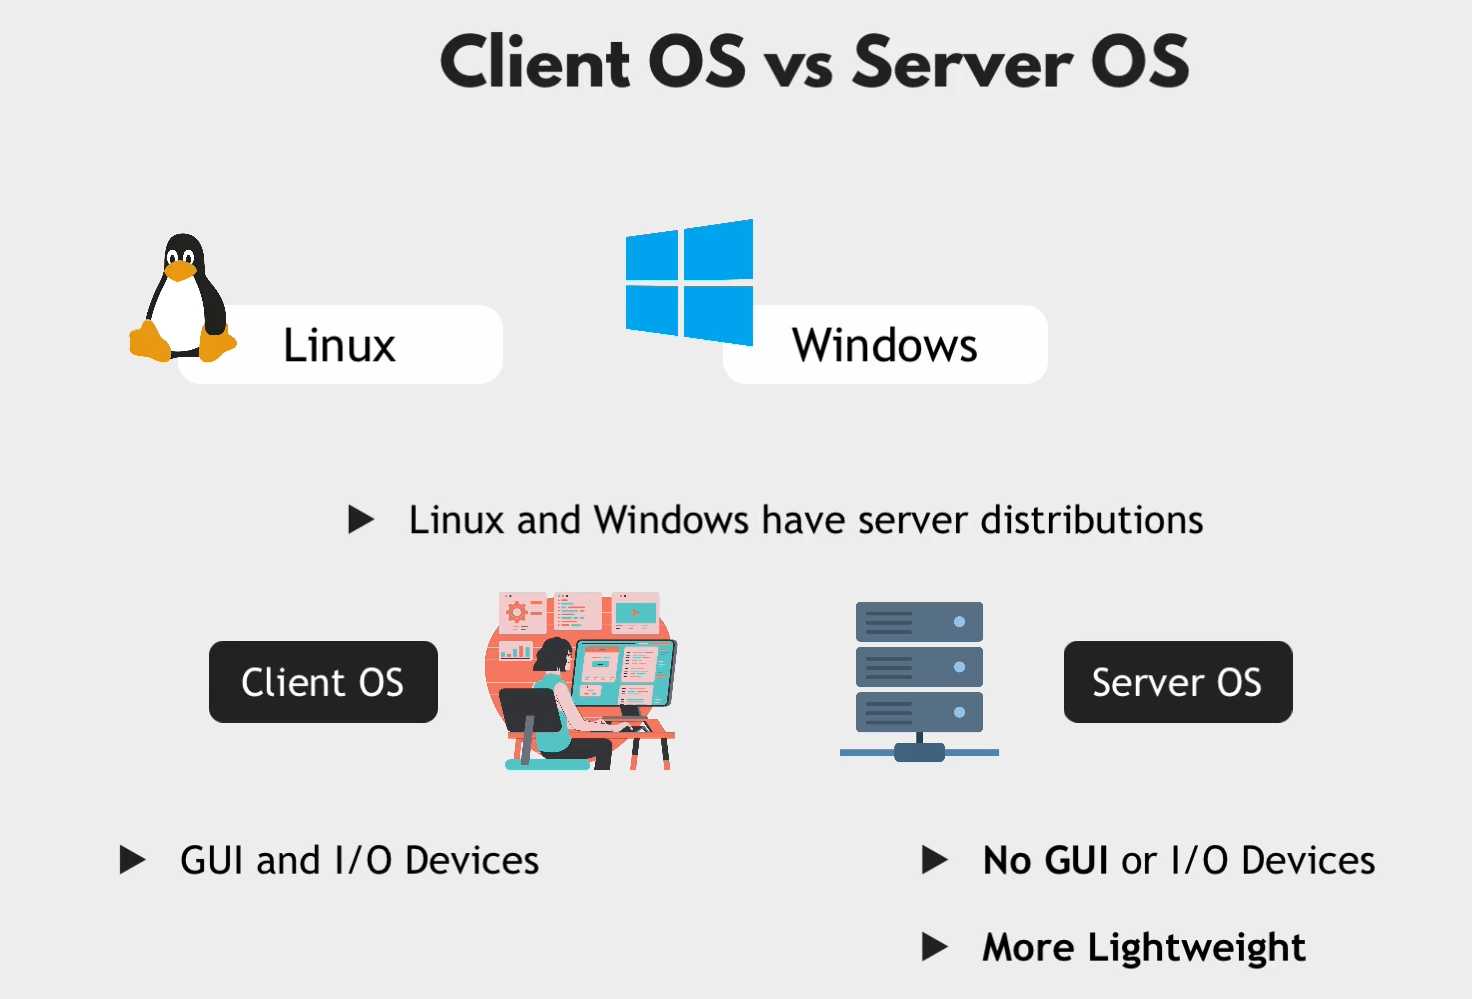 Client OS vs Server OS
Linux
Windows
Linux and Windows have server distributions
Client OS
Server OS
GUI and I/O Devices
No GUI or I/O Devices
More Lightweight